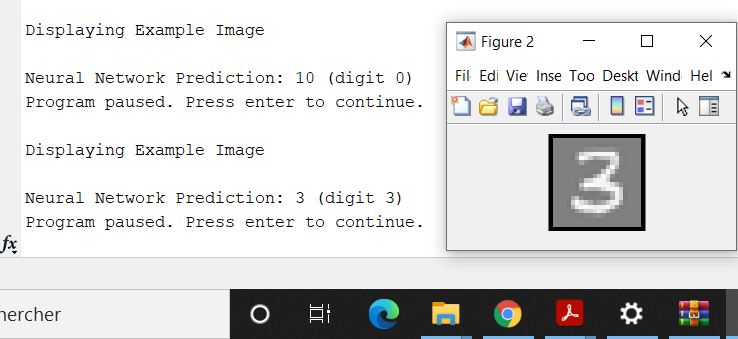 Displaying Example Image
Neural Network Prediction: 10 (digit 0)
Program paused. Press enter to continue.
Displaying Example Image
Neural Network Prediction: 3 (digit 3)
Program paused. Press enter to continue.
fx
Figure 2
Fil Edi Vie Inse Too Deskt Wind Hel
3
hercher